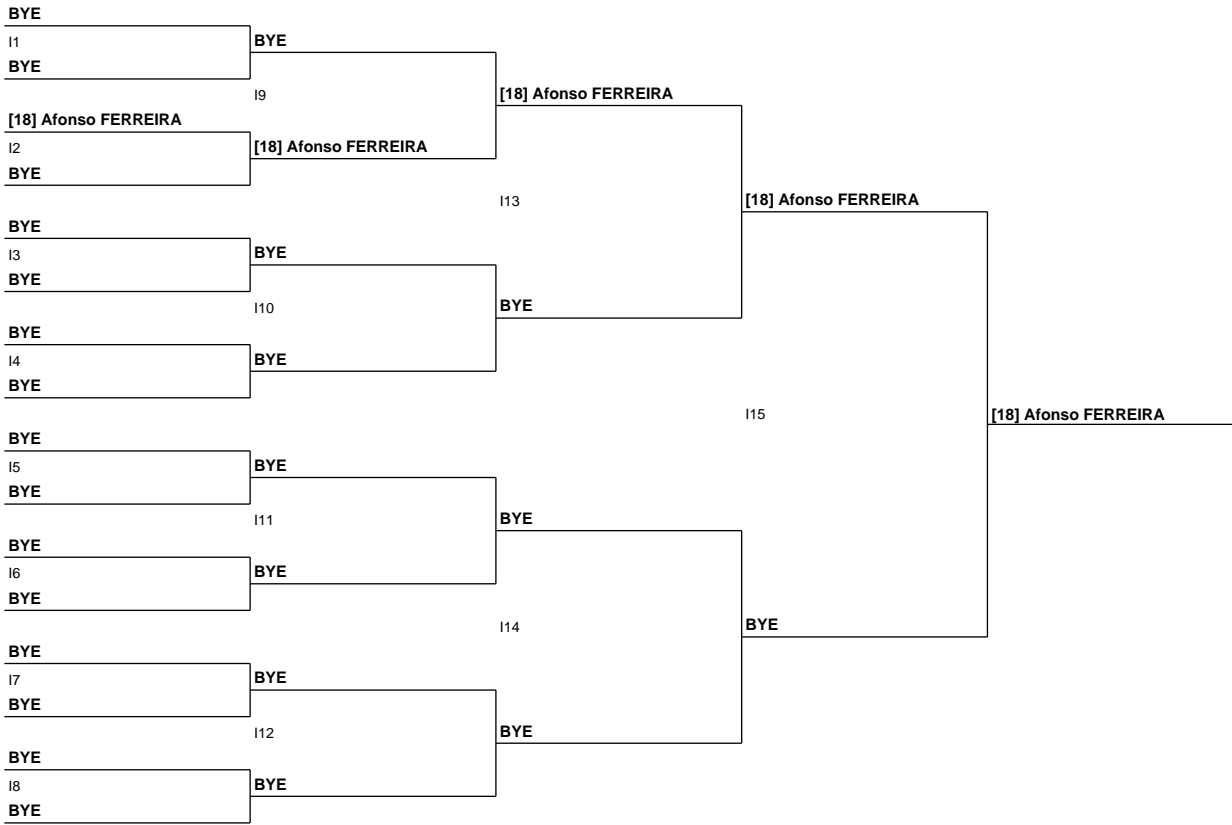 BYE
I1
BYE
BYE
I9
[18] Afonso FERREIRA
[18] Afonso FERREIRA
I2
[18] Afonso FERREIRA
BYE
I13
[18] Afonso FERREIRA
BYE
I3
BYE
BYE
I10
BYE
BYE
I4
BYE
BYE
I15
[18] Afonso FERREIRA
BYE
I5
BYE
BYE
I11
BYE
BYE
I6
BYE
BYE
I14
BYE
BYE
I7
BYE
BYE
I12
BYE
BYE
I8
BYE
BYE